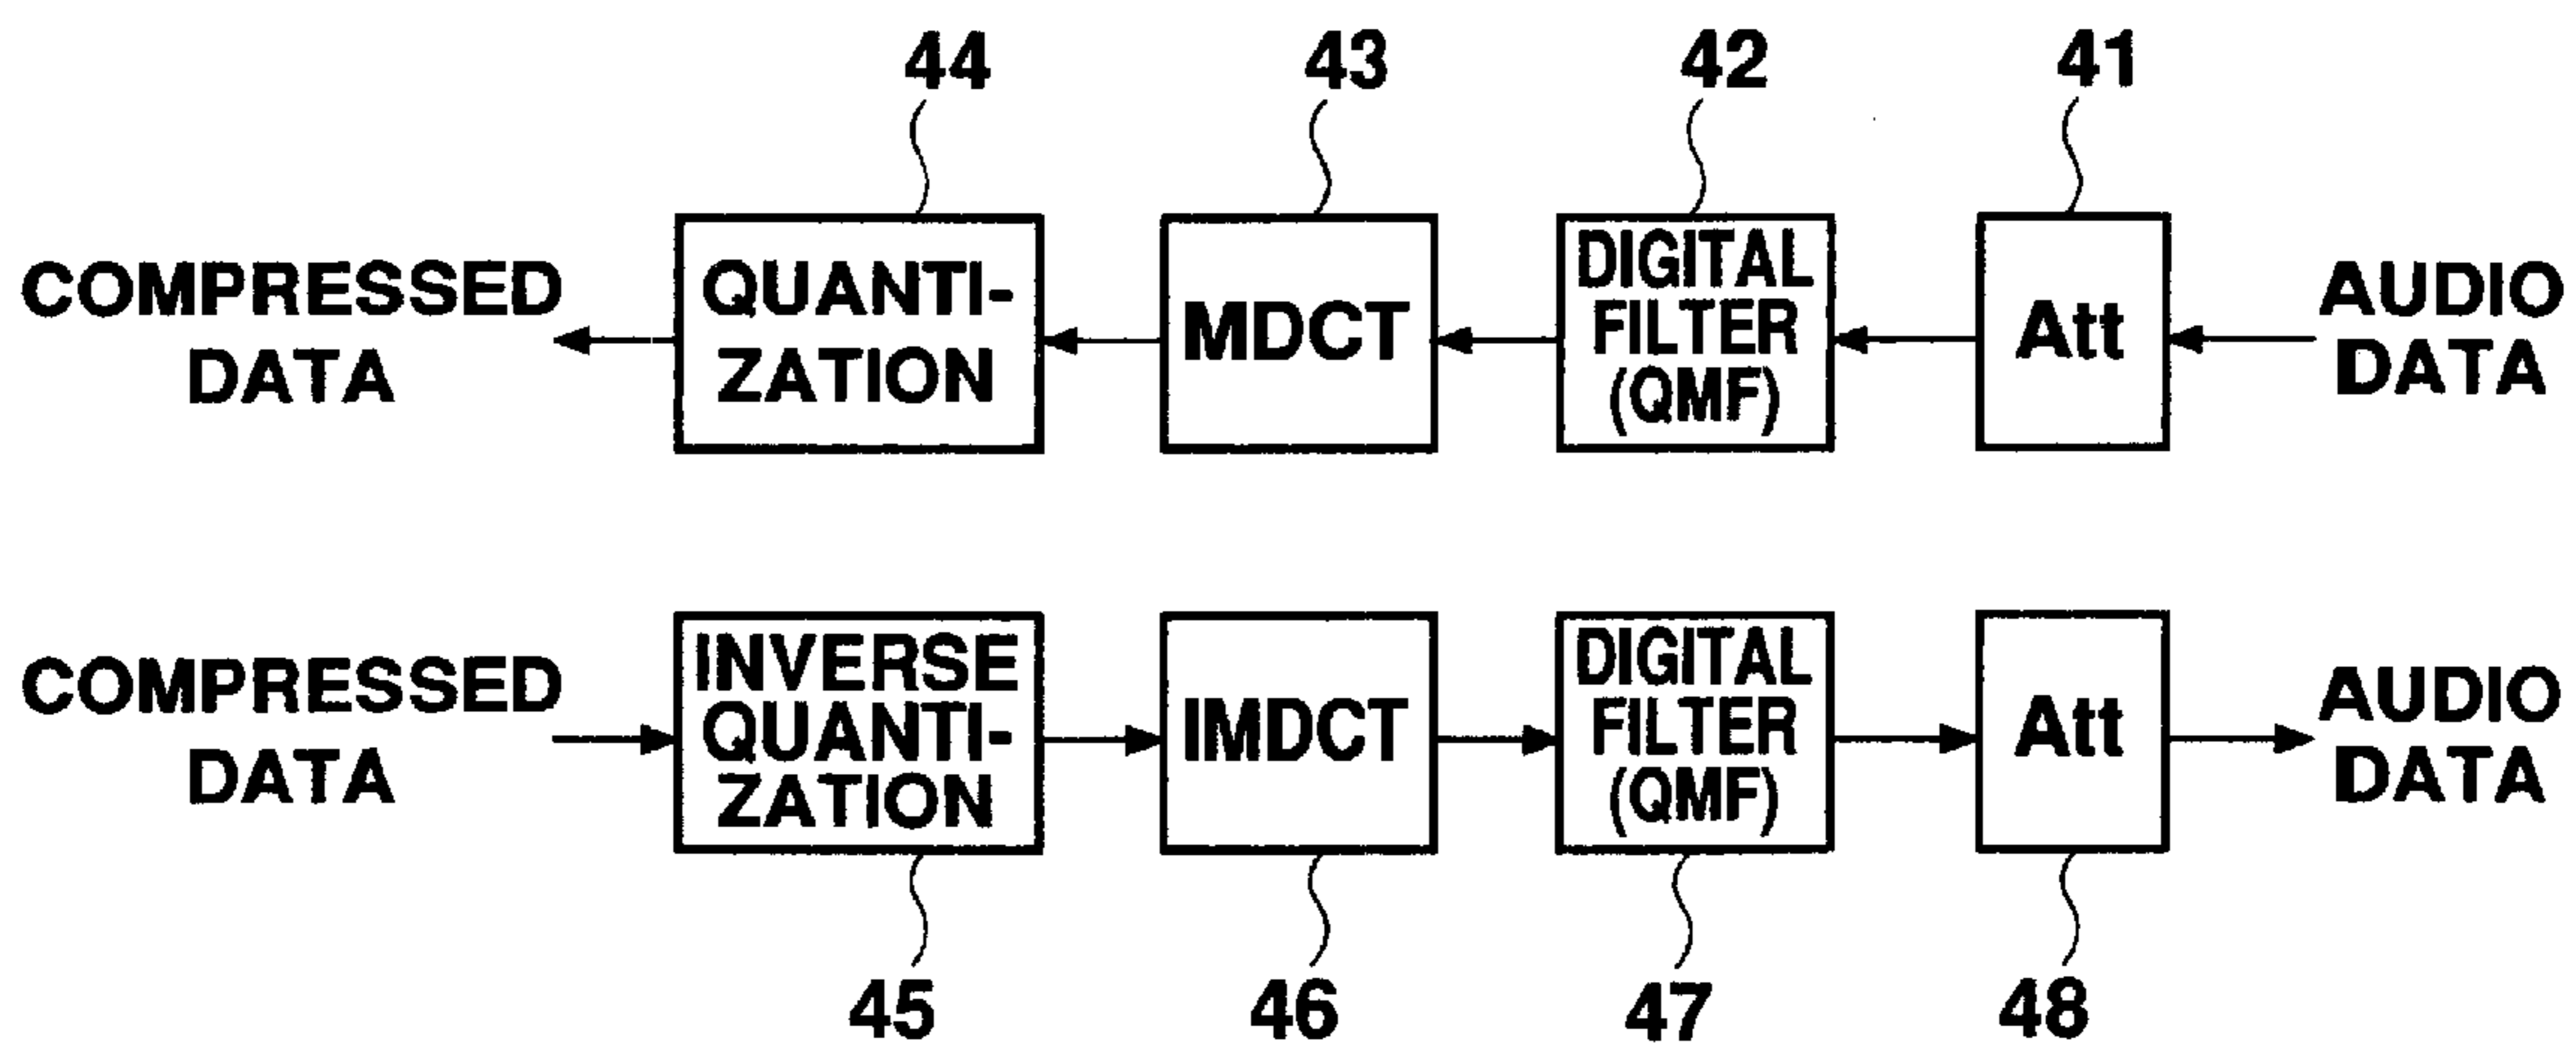 44
43
42
41
COMPRESSED
DATA
QUANTI-
ZATION
MDCT
DIGITAL
FILTER
(QMF)
Att
AUDIO
DATA
COMPRESSED
DATA
INVERSE
QUANTI-
ZATION
IMDCT
DIGITAL
FILTER
(QMF)
Att
AUDIO
DATA
45
46
47
48